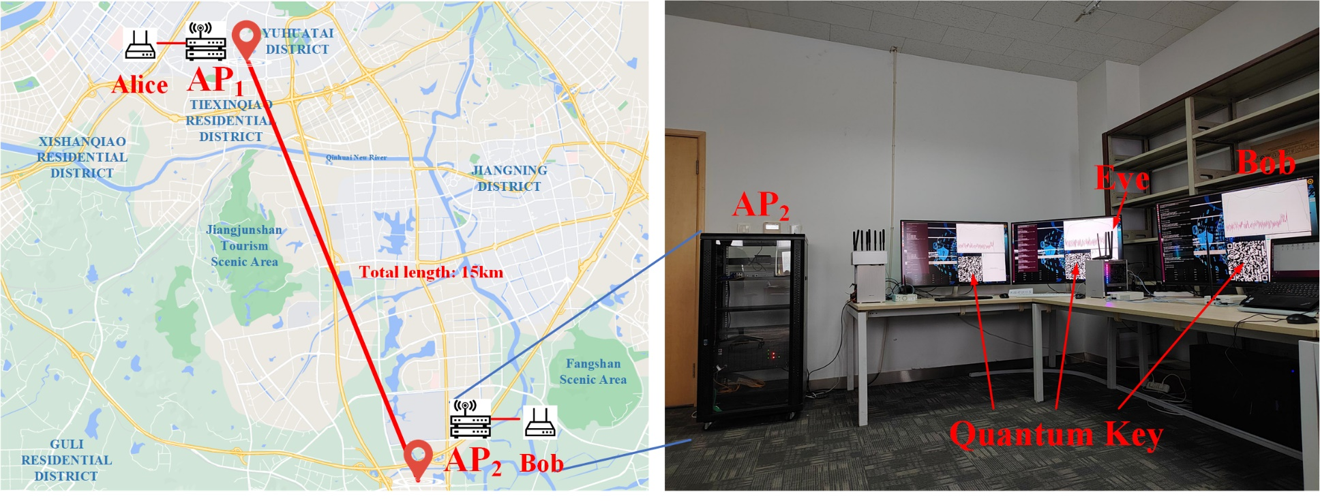 YUHUATAI
DISTRICT
Alice
AP1
TIEXINQIAO
RESIDENTIAL
DISTRICT
XISHANQIAO
RESIDENTIAL
DISTRICT
Qinhuai New River
JIANGNING
DISTRICT
Jiangjunshan
Tourism
Scenic Area
Total length: 15km
Fangshan
Scenic Area
GULI
RESIDENTIAL
DISTRICT
AP2 Bob
AP2
Eve
Bob
Quantum Key